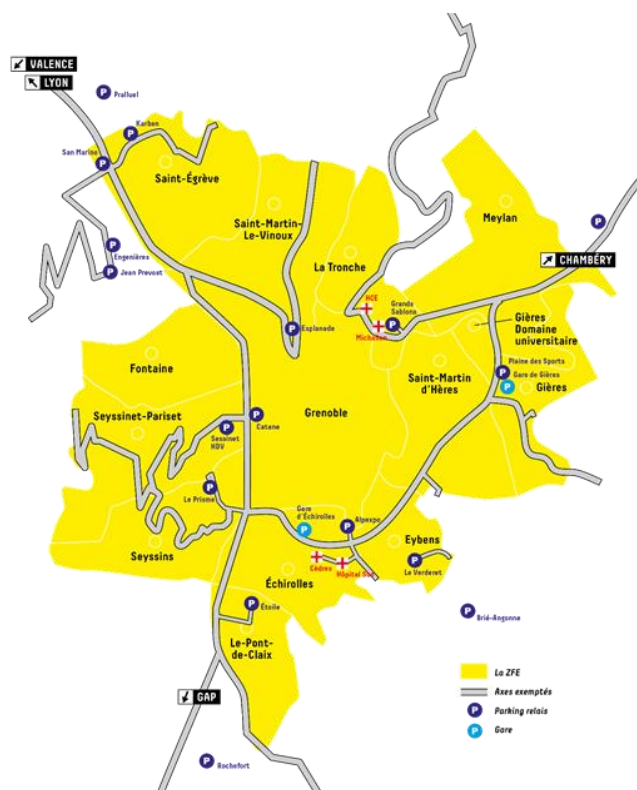 VALENCE
LYON
P Pralluel
P Karben
San Marino P
Saint-Égrève
Saint-Martin-
Le-Vinoux
Meylan
P
La Tronche
P
Engenières
P Jean Prevost
CHAMBÉRY
HCE
Grands
Sablons
P
Michallon
P Esplanade
Gières
Domaine
universitaire
Fontaine
Saint-Martin
d'Hères
Plaine des Sports
P Gare de Gières
P
Gières
Seyssinet-Pariset
Grenoble
P
Catane
P
Sessinet
HDV
Le Prisme P
Gare
d'Échirolles
P
Alpexpo
P
Eybens
Seyssins
Cèdres
Hôpital Sud
P
Le Verderet
Échirolles
P
Étoile
P
Brié-Angonne
Le-Pont-
de-Claix
La ZFE
Axes exemptés
P Parking relais
P Gare
GAP
P
Rochefort